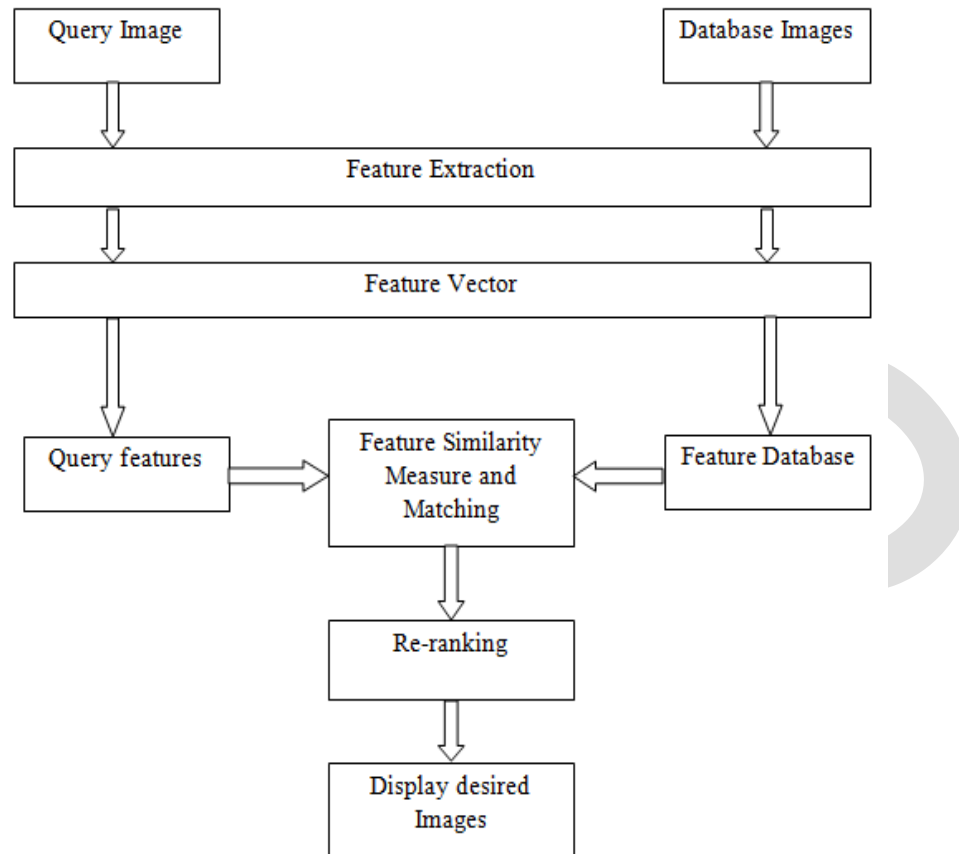 Query Image
Database Images
Feature Extraction
Feature Vector
Query features
Feature Similarity
Measure and
Matching
Feature Database
Re-ranking
Display desired
Images